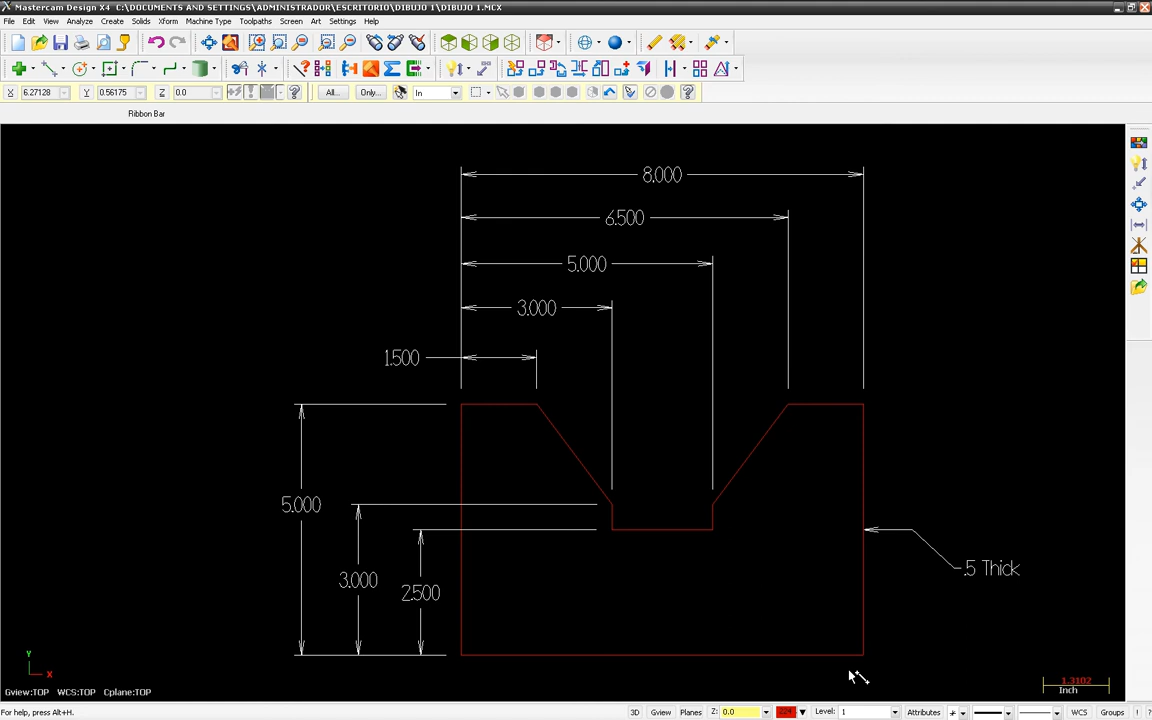 Mastercam Design X4 C:\DOCUMENTS AND SETTINGS\ADMINISTRADOR\ESCRITORIO\DIBUJO 1\DIBUJO 1.MCX
File Edit View Analyze Create Solids Xform Machine Type Toolpaths Screen Art Settings Help
X 6.27128 Y 0.56175 Z 0.0 All... Only... In
Ribbon Bar
8.000
6.500
5.000
3.000
1.500
5.000
3.000
2.500
.5 Thick
Y
X
1.3102
Inch
Gview:TOP WCS:TOP Cplane:TOP
For help, press Alt+H.
3D Gview Planes Z: 0.0 224 Level: 1 Attributes WCS Groups ! ?